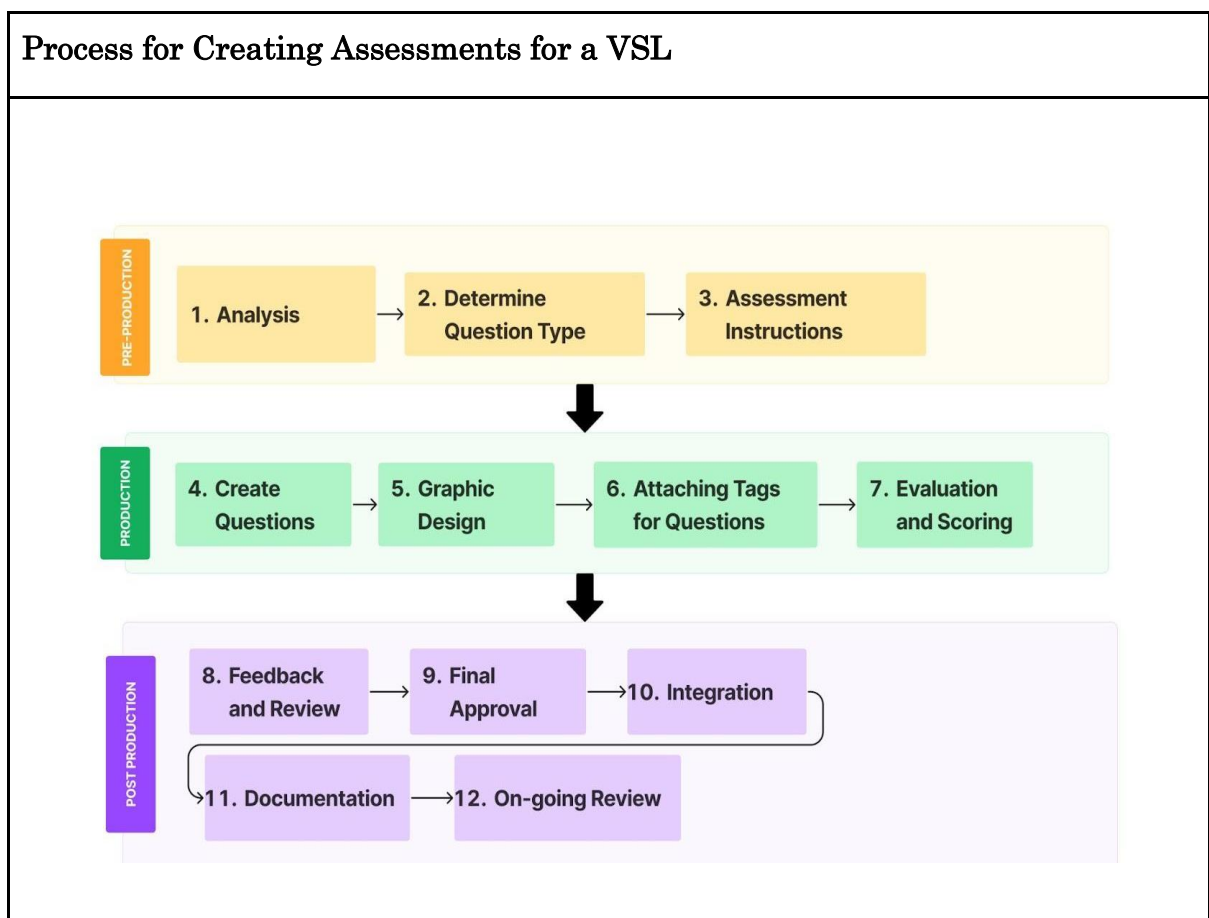 Process for Creating Assessments for a VSL
PRE-PRODUCTION
1. Analysis
2. Determine
Question Type
3. Assessment
Instructions
PRODUCTION
4. Create
Questions
5. Graphic
Design
6. Attaching Tags
for Questions
7. Evaluation
and Scoring
POST PRODUCTION
8. Feedback
and Review
9. Final
Approval
10. Integration
11. Documentation
12. On-going Review